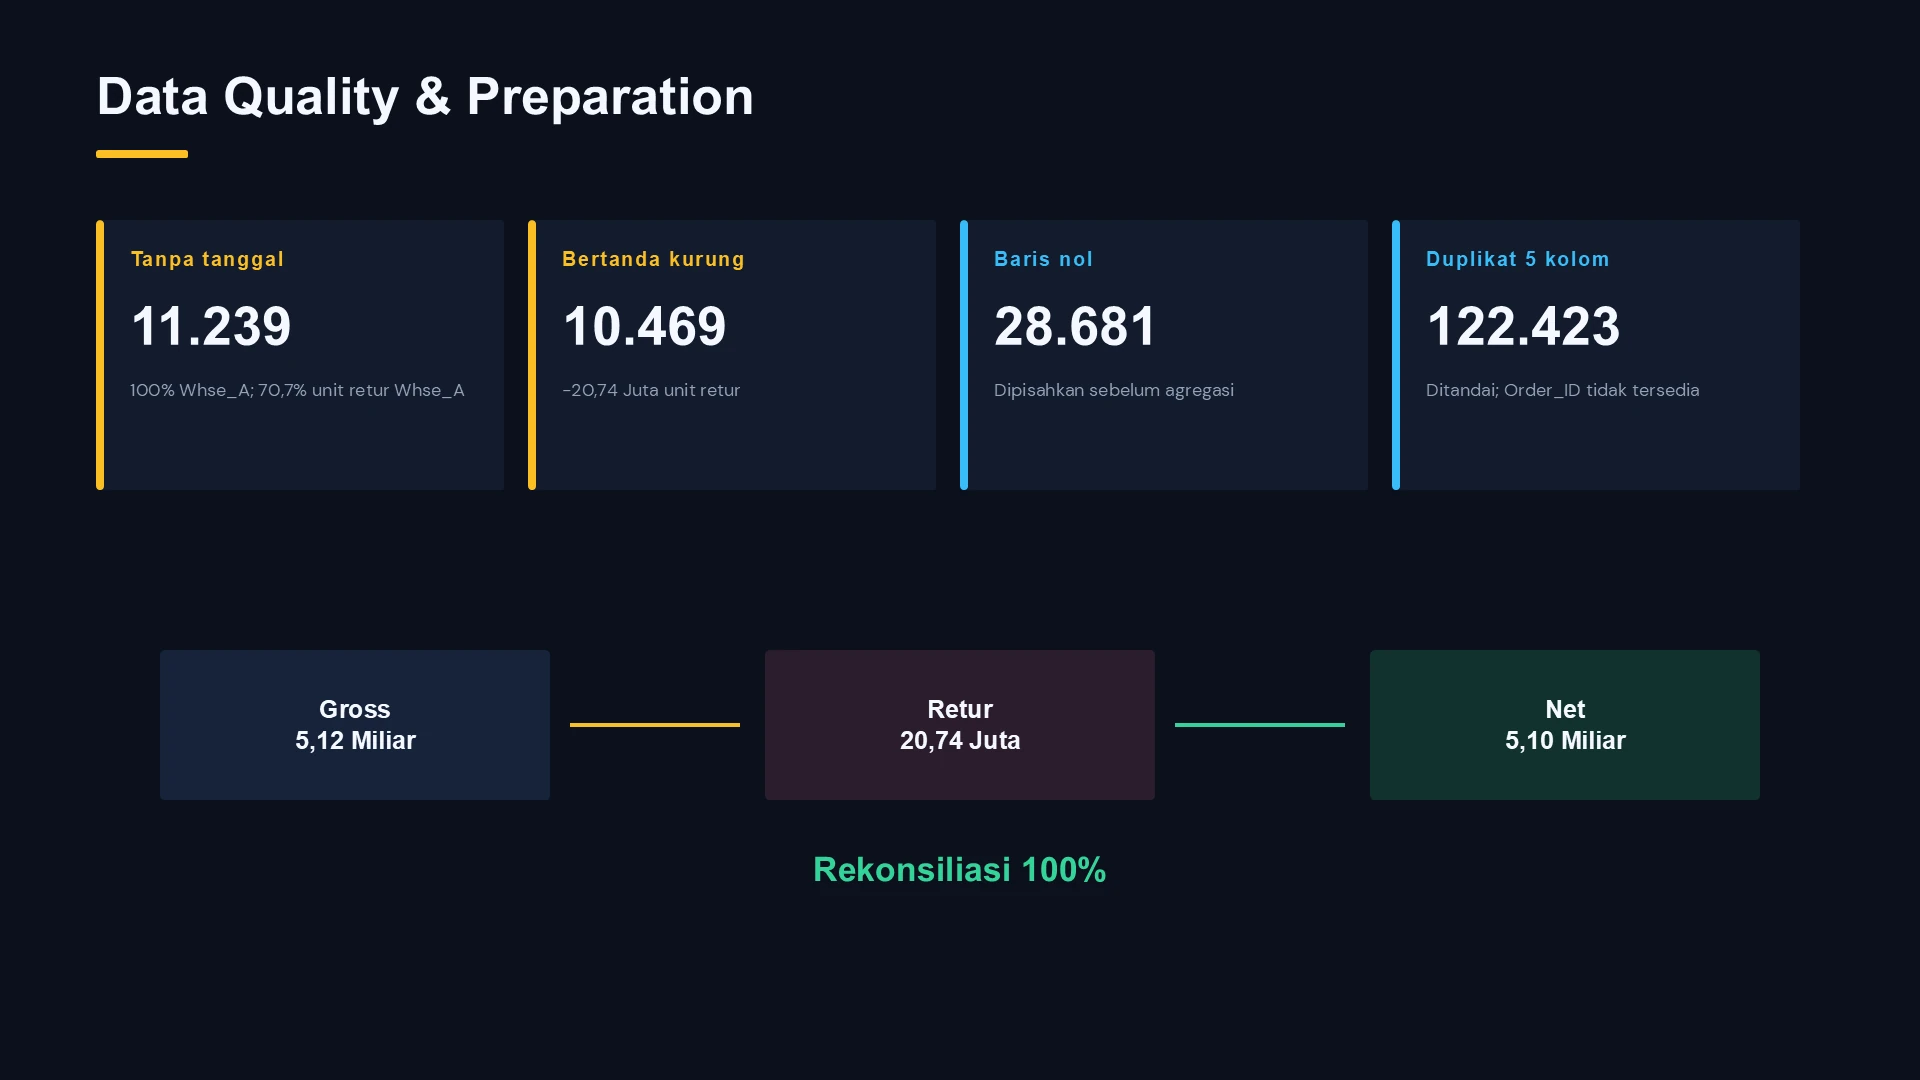 Data Quality & Preparation
Tanpa tanggal
11.239
100% Whse_A; 70,7% unit retur Whse_A
Bertanda kurung
10.469
-20,74 Juta unit retur
Baris nol
28.681
Dipisahkan sebelum agregasi
Duplikat 5 kolom
122.423
Ditandai; Order_ID tidak tersedia
Gross
5,12 Miliar
Retur
20,74 Juta
Net
5,10 Miliar
Rekonsiliasi 100%